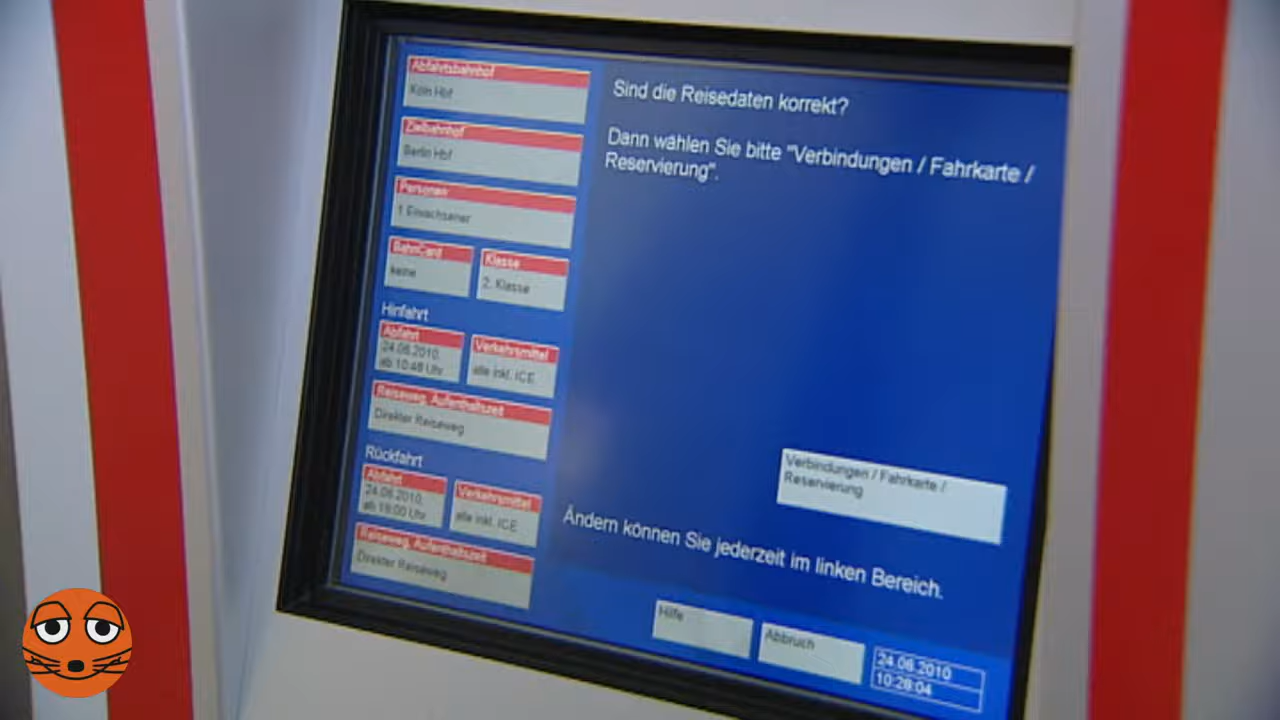 Abfahrtsbahnhof
Köln Hbf
Zielbahnhof
Berlin Hbf
Personen
1 Erwachsener
BahnCard
keine
Klasse
2. Klasse
Hinfahrt
Abfahrt
24.06.2010,
ab 10:48 Uhr
Verkehrsmittel
alle inkl. ICE
Reiseweg, Aufenthaltszeit
Direkter Reiseweg
Rückfahrt
Abfahrt
24.06.2010,
ab 16:00 Uhr
Verkehrsmittel
alle inkl. ICE
Reiseweg, Aufenthaltszeit
Direkter Reiseweg
Sind die Reisedaten korrekt?
Dann wählen Sie bitte "Verbindungen / Fahrkarte /
Reservierung".
Verbindungen / Fahrkarte /
Reservierung
Ändern können Sie jederzeit im linken Bereich.
Hilfe
Abbruch
24.06.2010
10:28:04